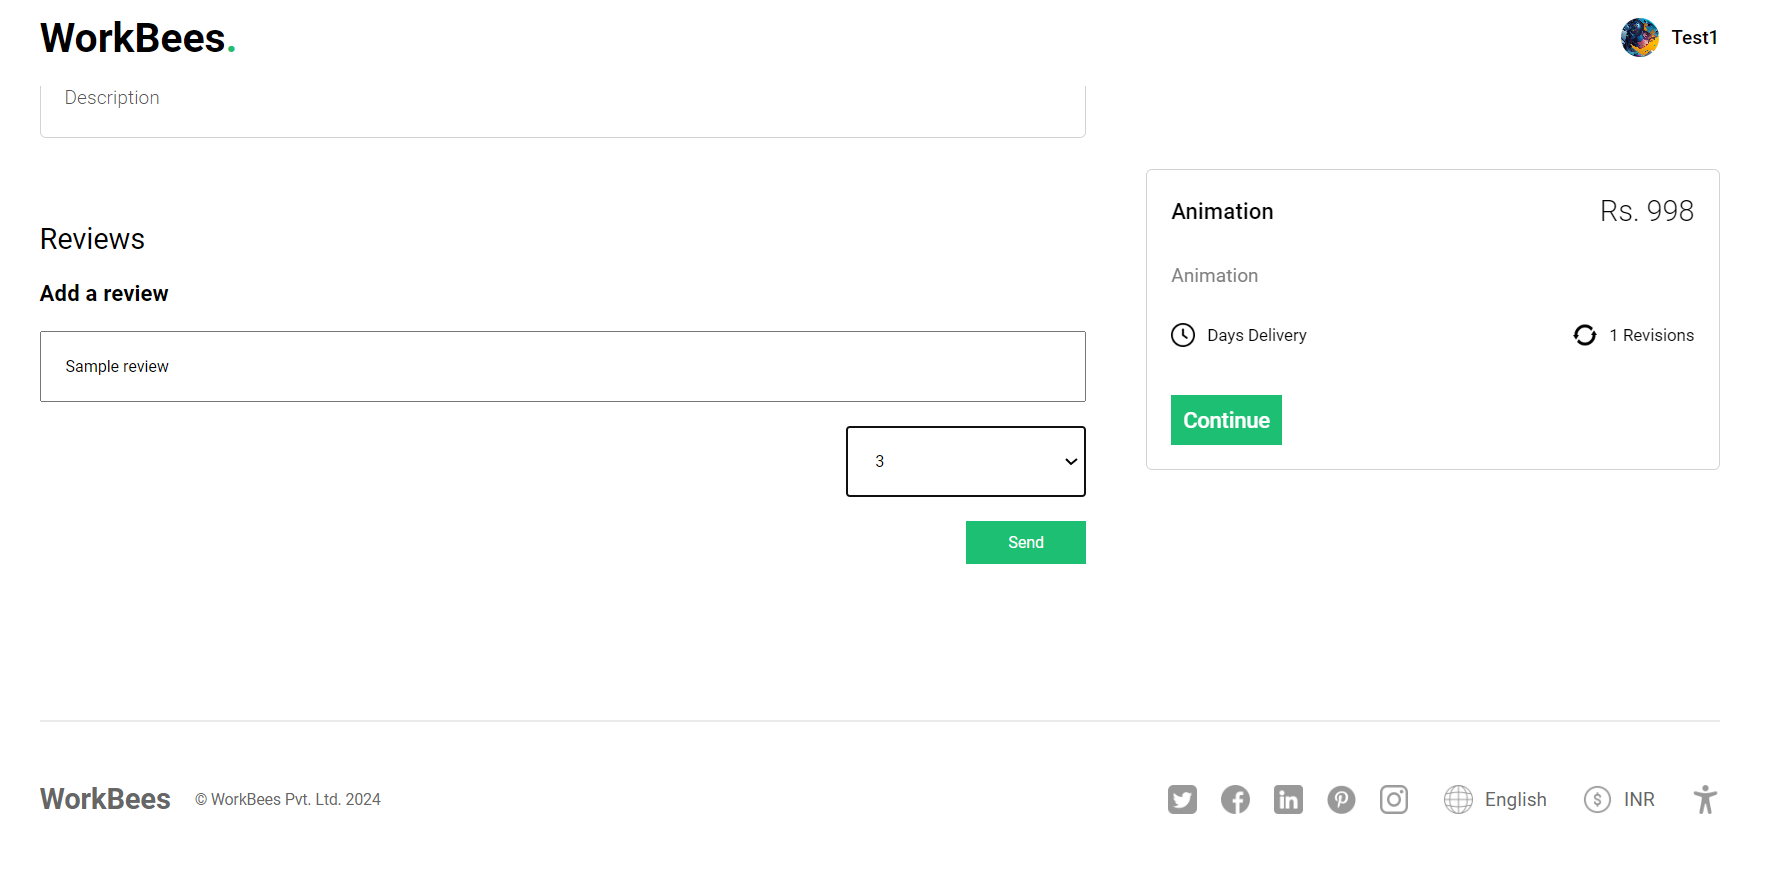 WorkBees.
Test1
Description
Reviews
Add a review
Sample review
3
Send
Animation
Rs. 998
Animation
Days Delivery
1 Revisions
Continue
WorkBees
© WorkBees Pvt. Ltd. 2024
English
$
INR